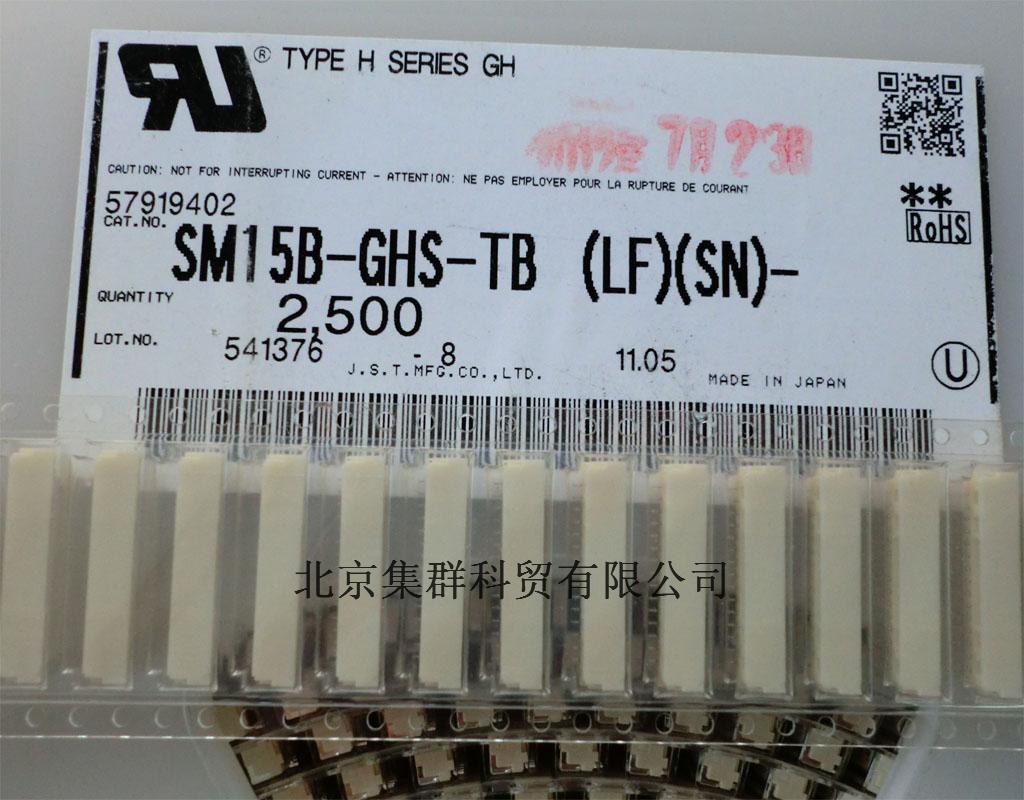 ® TYPE H SERIES GH
CAUTION: NOT FOR INTERRUPTING CURRENT - ATTENTION: NE PAS EMPLOYER POUR LA RUPTURE DE COURANT
57919402
CAT.NO.
SM15B-GHS-TB (LF)(SN)-
**
RoHS
QUANTITY
2,500
LOT.NO.
541376 - 8
11.05
J.S.T.MFG.CO.,LTD.
MADE IN JAPAN
U
北京集群科贸有限公司